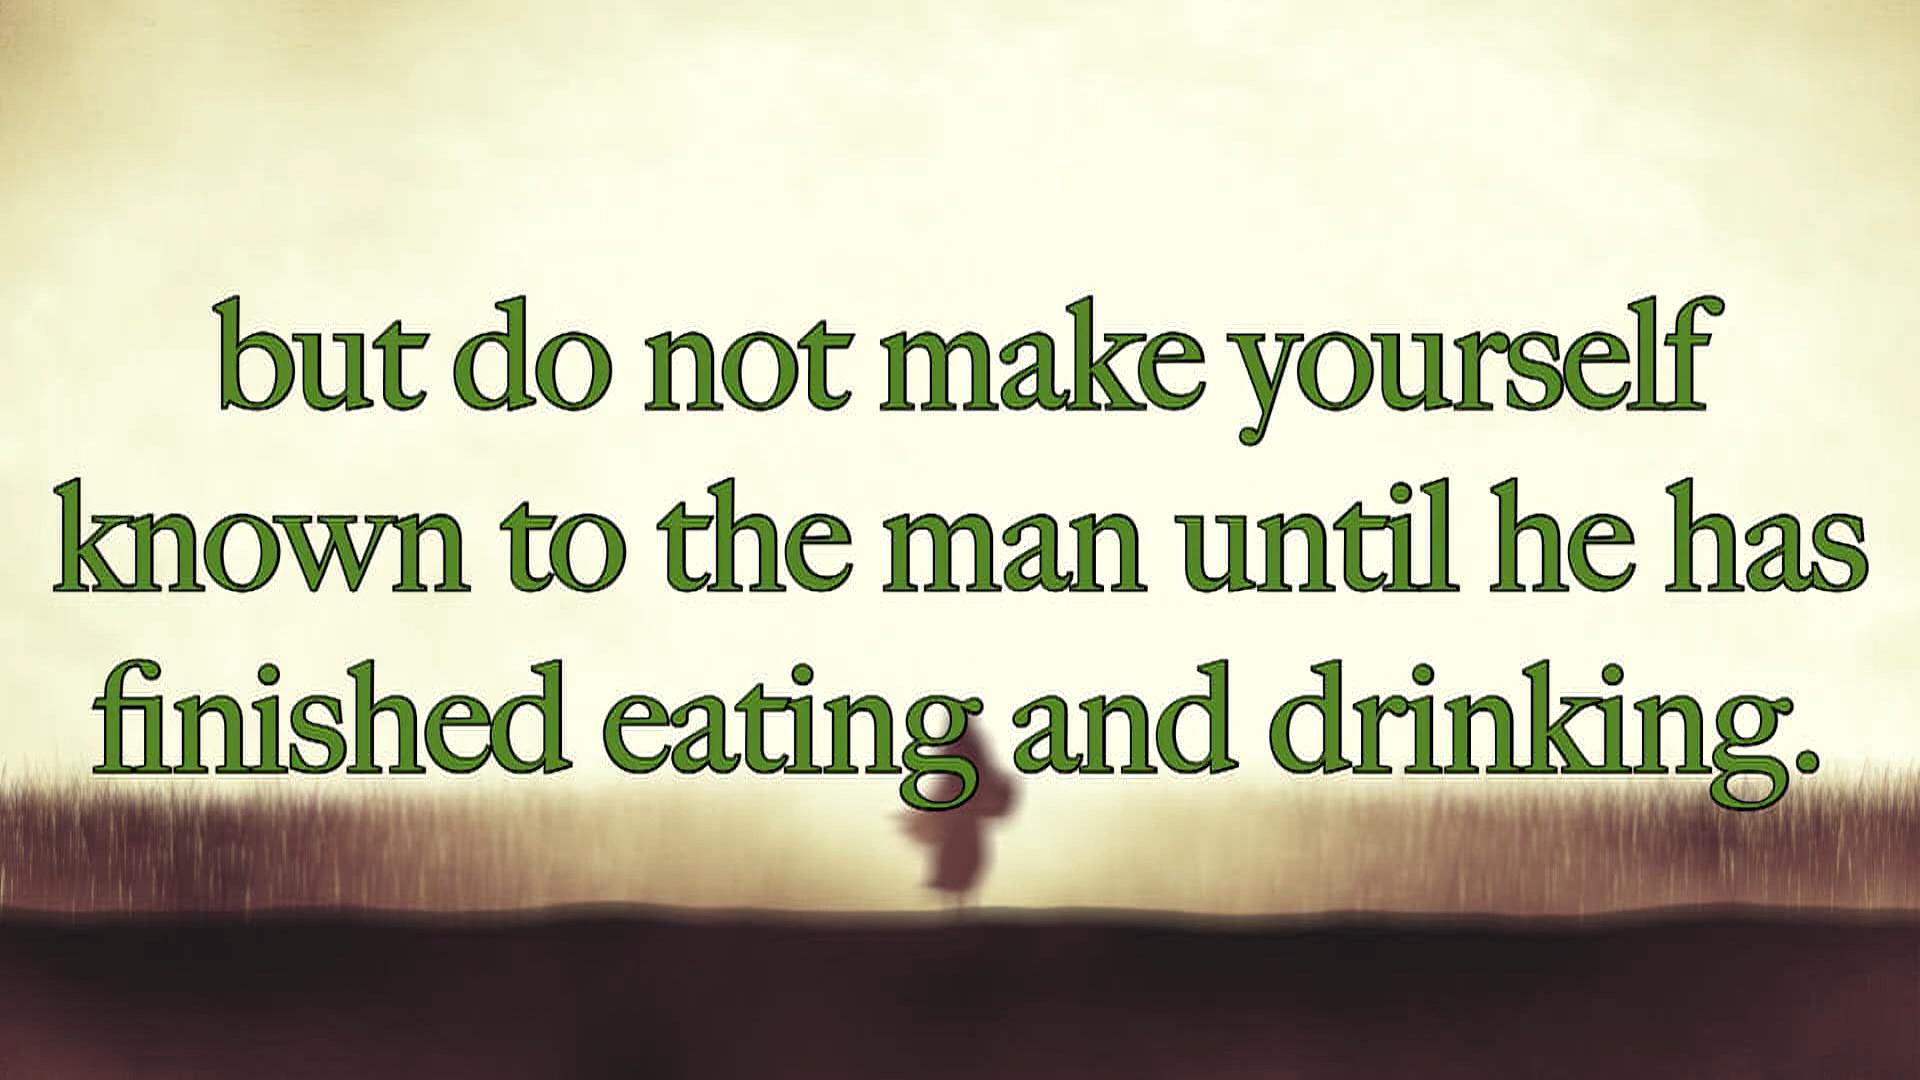 but do not make yourself
known to the man until he has
finished eating and drinking.